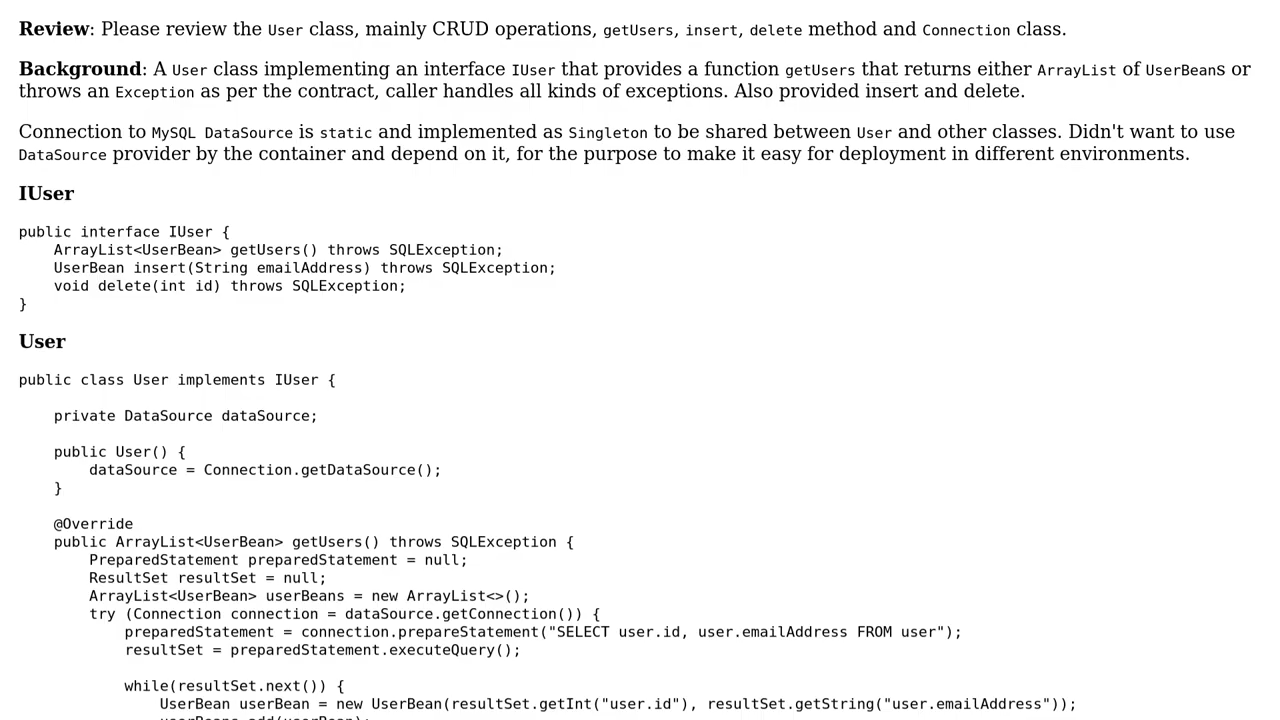 Review: Please review the User class, mainly CRUD operations, getUsers, insert, delete method and Connection class.
Background: A User class implementing an interface IUser that provides a function getUsers that returns either ArrayList of UserBeans or
throws an Exception as per the contract, caller handles all kinds of exceptions. Also provided insert and delete.
Connection to MySQL DataSource is static and implemented as Singleton to be shared between User and other classes. Didn't want to use
DataSource provider by the container and depend on it, for the purpose to make it easy for deployment in different environments.
IUser
public interface IUser {
    ArrayList<UserBean> getUsers() throws SQLException;
    UserBean insert(String emailAddress) throws SQLException;
    void delete(int id) throws SQLException;
}
User
public class User implements IUser {
    private DataSource dataSource;
    public User() {
        dataSource = Connection.getDataSource();
    }
    @Override
    public ArrayList<UserBean> getUsers() throws SQLException {
        PreparedStatement preparedStatement = null;
        ResultSet resultSet = null;
        ArrayList<UserBean> userBeans = new ArrayList<>();
        try (Connection connection = dataSource.getConnection()) {
            preparedStatement = connection.prepareStatement("SELECT user.id, user.emailAddress FROM user");
            resultSet = preparedStatement.executeQuery();
            while(resultSet.next()) {
                UserBean userBean = new UserBean(resultSet.getInt("user.id"), resultSet.getString("user.emailAddress"));